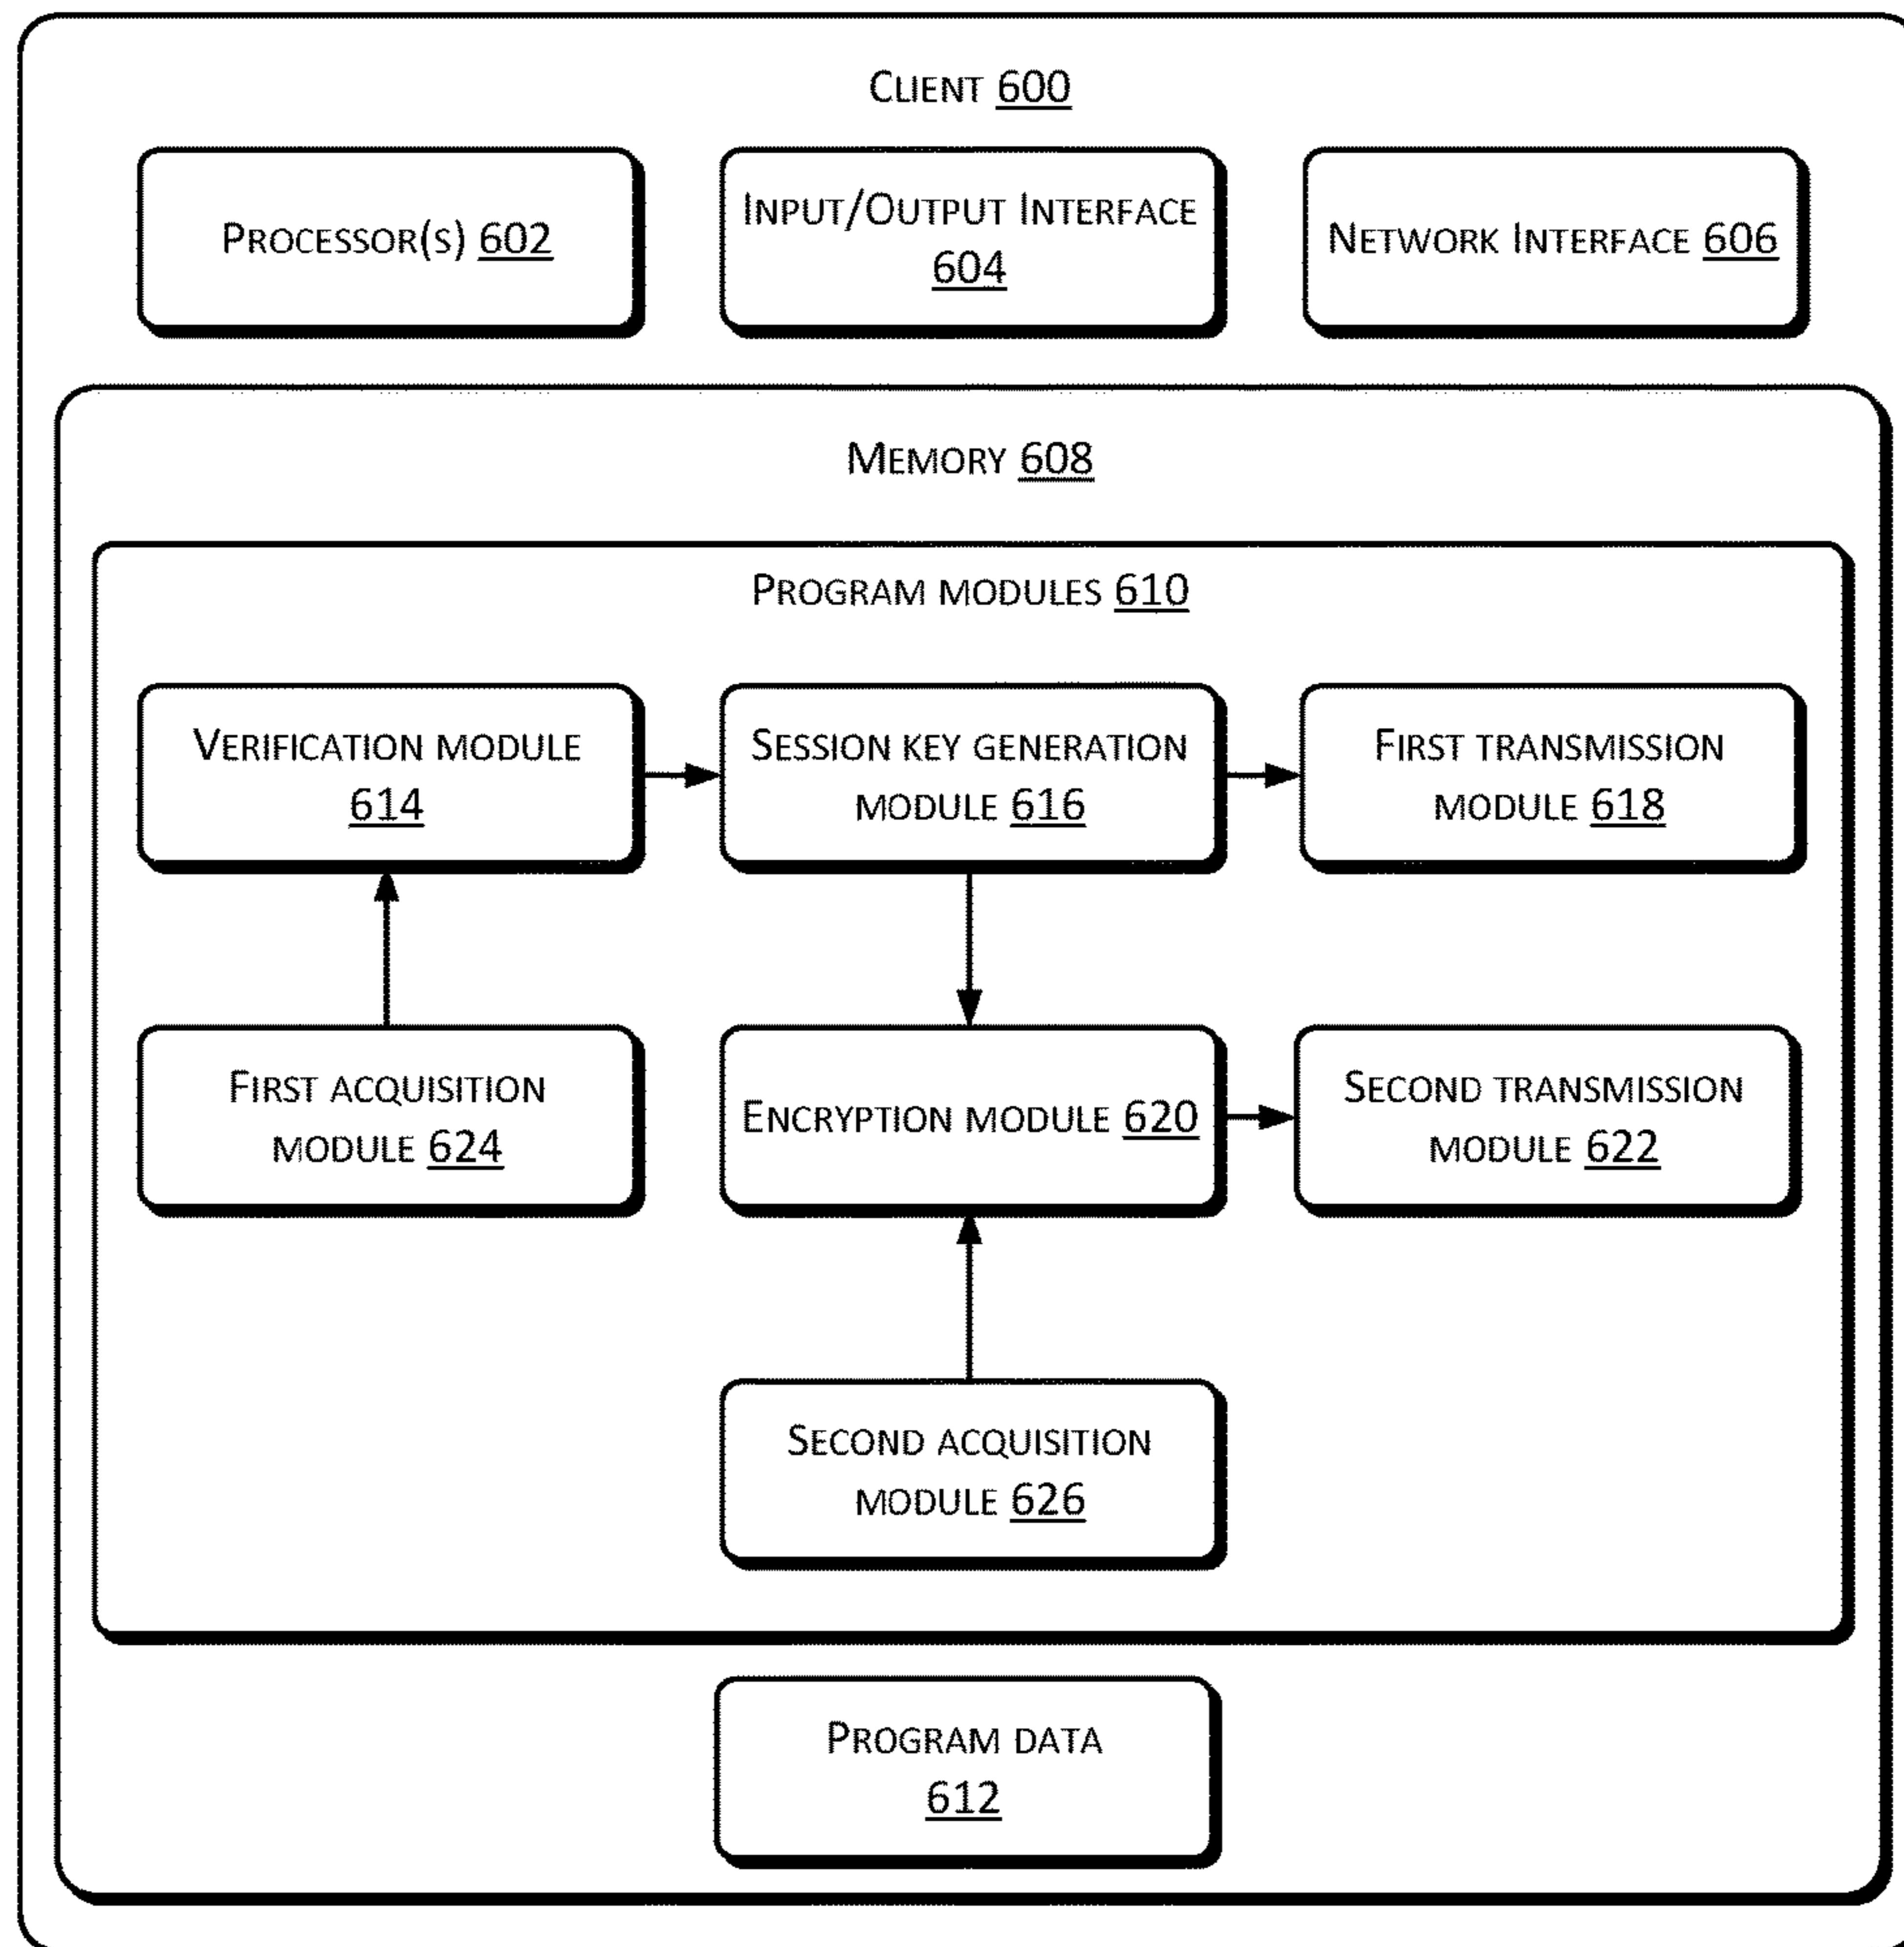 CLIENT 600
PROCESSOR(S) 602
INPUT/OUTPUT INTERFACE
604
NETWORK INTERFACE 606
MEMORY 608
PROGRAM MODULES 610
VERIFICATION MODULE
614
SESSION KEY GENERATION
MODULE 616
FIRST TRANSMISSION
MODULE 618
FIRST ACQUISITION
MODULE 624
ENCRYPTION MODULE 620
SECOND TRANSMISSION
MODULE 622
SECOND ACQUISITION
MODULE 626
PROGRAM DATA
612